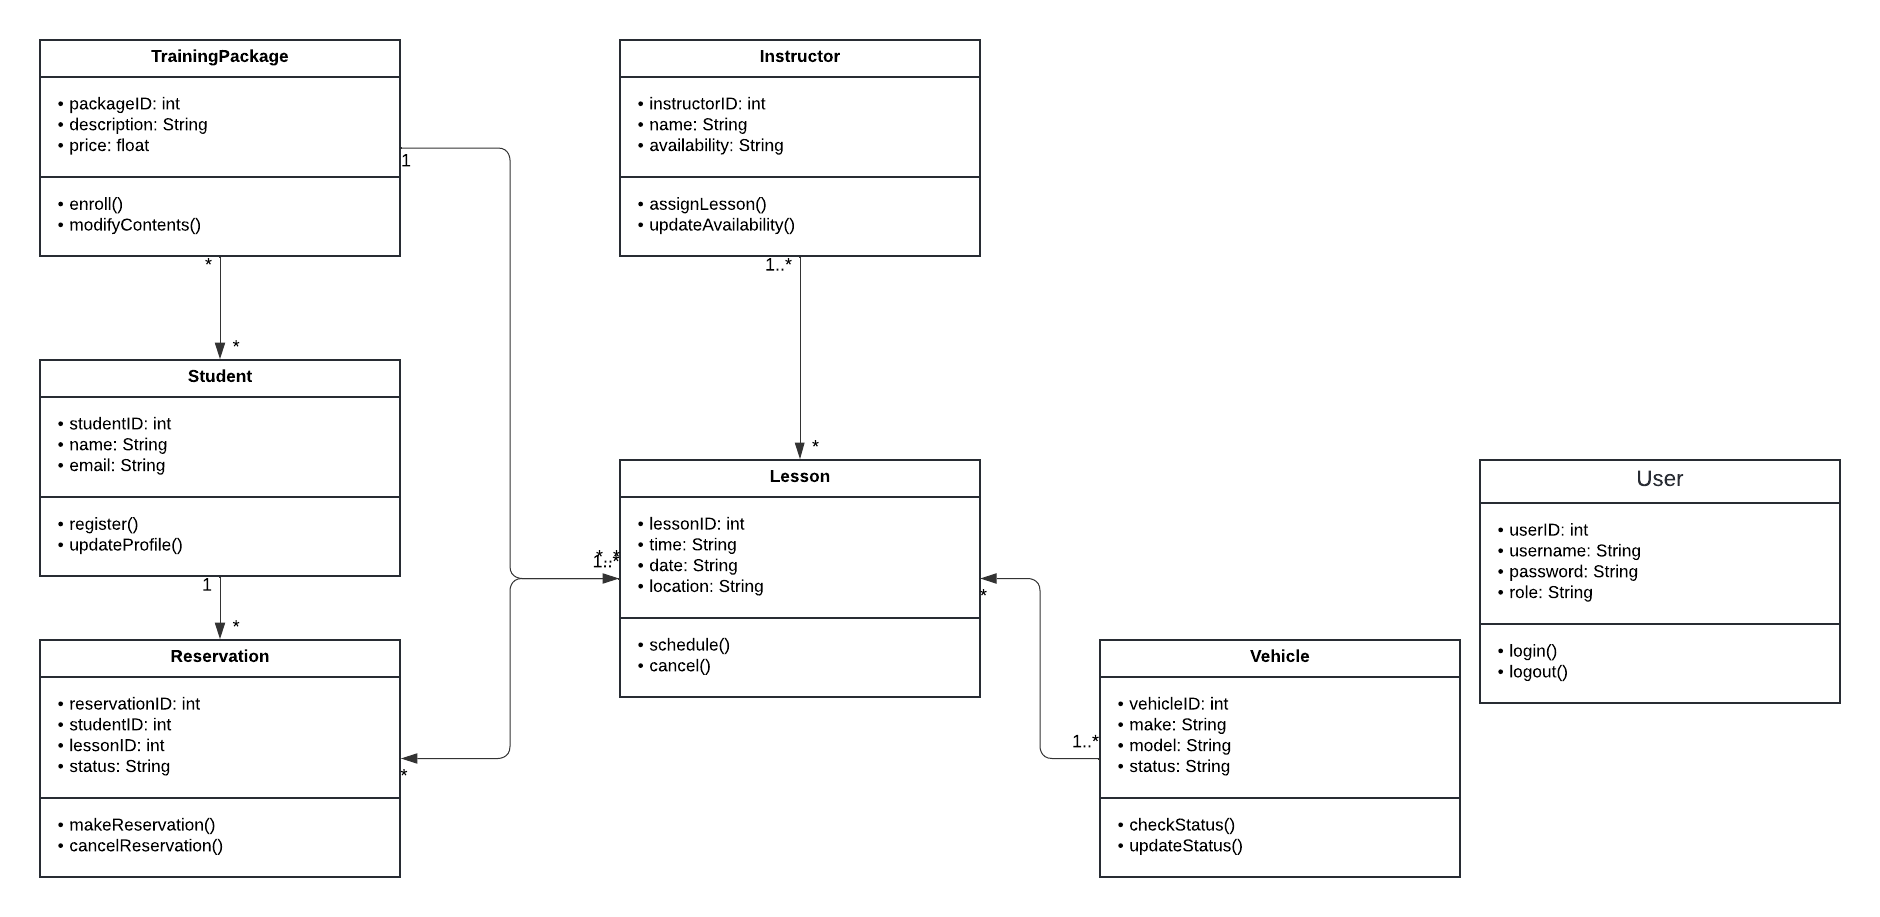 TrainingPackage
• packageID: int
• description: String
• price: float
• enroll()
• modifyContents()
1
*
*
Instructor
• instructorID: int
• name: String
• availability: String
• assignLesson()
• updateAvailability()
1..*
*
Student
• studentID: int
• name: String
• email: String
• register()
• updateProfile()
1
*
Reservation
• reservationID: int
• studentID: int
• lessonID: int
• status: String
• makeReservation()
• cancelReservation()
*
Lesson
• lessonID: int
• time: String
• date: String
• location: String
• schedule()
• cancel()
* *
1..*
*
Vehicle
• vehicleID: int
• make: String
• model: String
• status: String
• checkStatus()
• updateStatus()
1..*
User
• userID: int
• username: String
• password: String
• role: String
• login()
• logout()